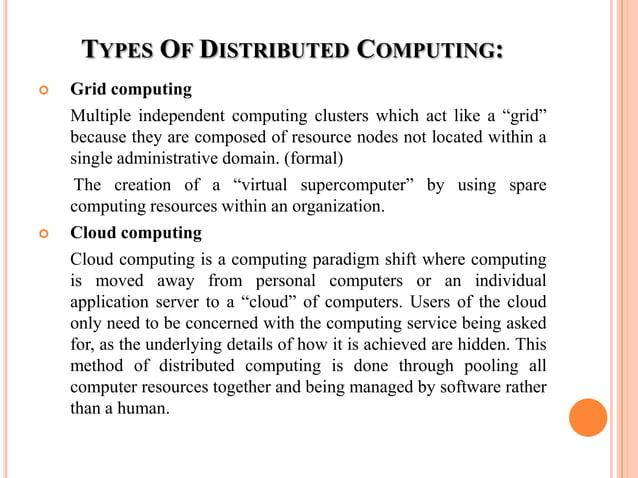 TYPES OF DISTRIBUTED COMPUTING:
Grid computing
Multiple independent computing clusters which act like a “grid”
because they are composed of resource nodes not located within a
single administrative domain. (formal)
The creation of a “virtual supercomputer” by using spare
computing resources within an organization.
Cloud computing
Cloud computing is a computing paradigm shift where computing
is moved away from personal computers or an individual
application server to a “cloud” of computers. Users of the cloud
only need to be concerned with the computing service being asked
for, as the underlying details of how it is achieved are hidden. This
method of distributed computing is done through pooling all
computer resources together and being managed by software rather
than a human.